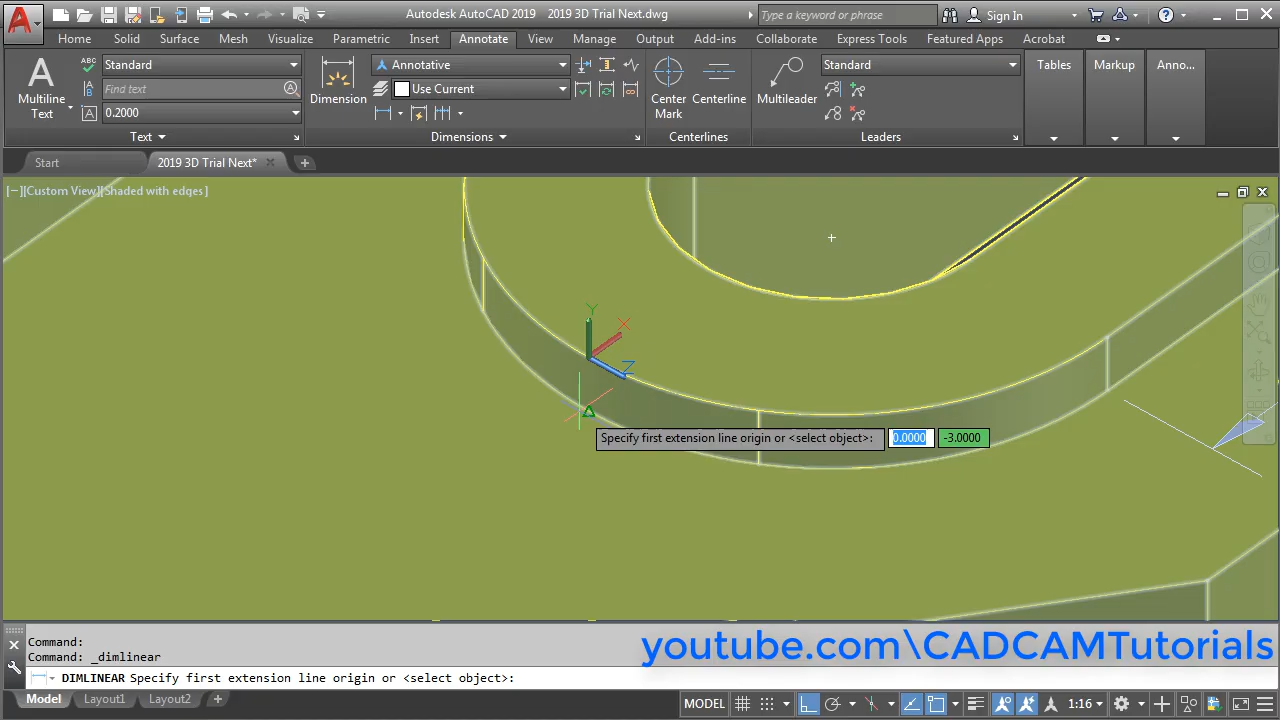 Autodesk AutoCAD 2019 2019 3D Trial Next.dwg
Type a keyword or phrase
Sign In
Home Solid Surface Mesh Visualize Parametric Insert Annotate View Manage Output Add-ins Collaborate Express Tools Featured Apps Acrobat
Multiline Text
ABC
Standard
Find text
A
0.2000
Text
Dimension
Annotative
Use Current
Dimensions
Center Mark
Centerline
Centerlines
Multileader
Standard
Leaders
Tables
Markup
Anno...
Start
2019 3D Trial Next*
[−][Custom View][Shaded with edges]
Y
X
Z
Specify first extension line origin or <select object>: 0.0000 -3.0000
Command:
Command: _dimlinear
DIMLINEAR Specify first extension line origin or <select object>:
youtube.com\CADCAMTutorials
Model Layout1 Layout2
MODEL
1:16